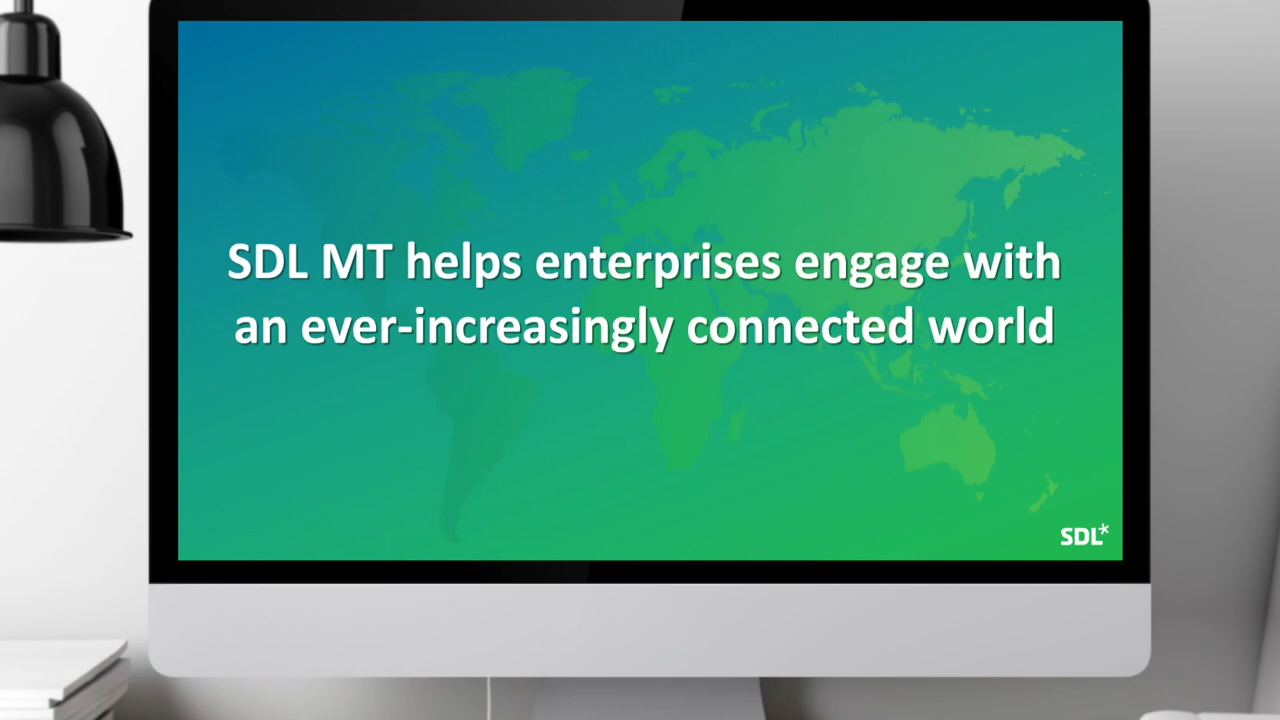 SDL MT helps enterprises engage with
an ever-increasingly connected world
SDL*